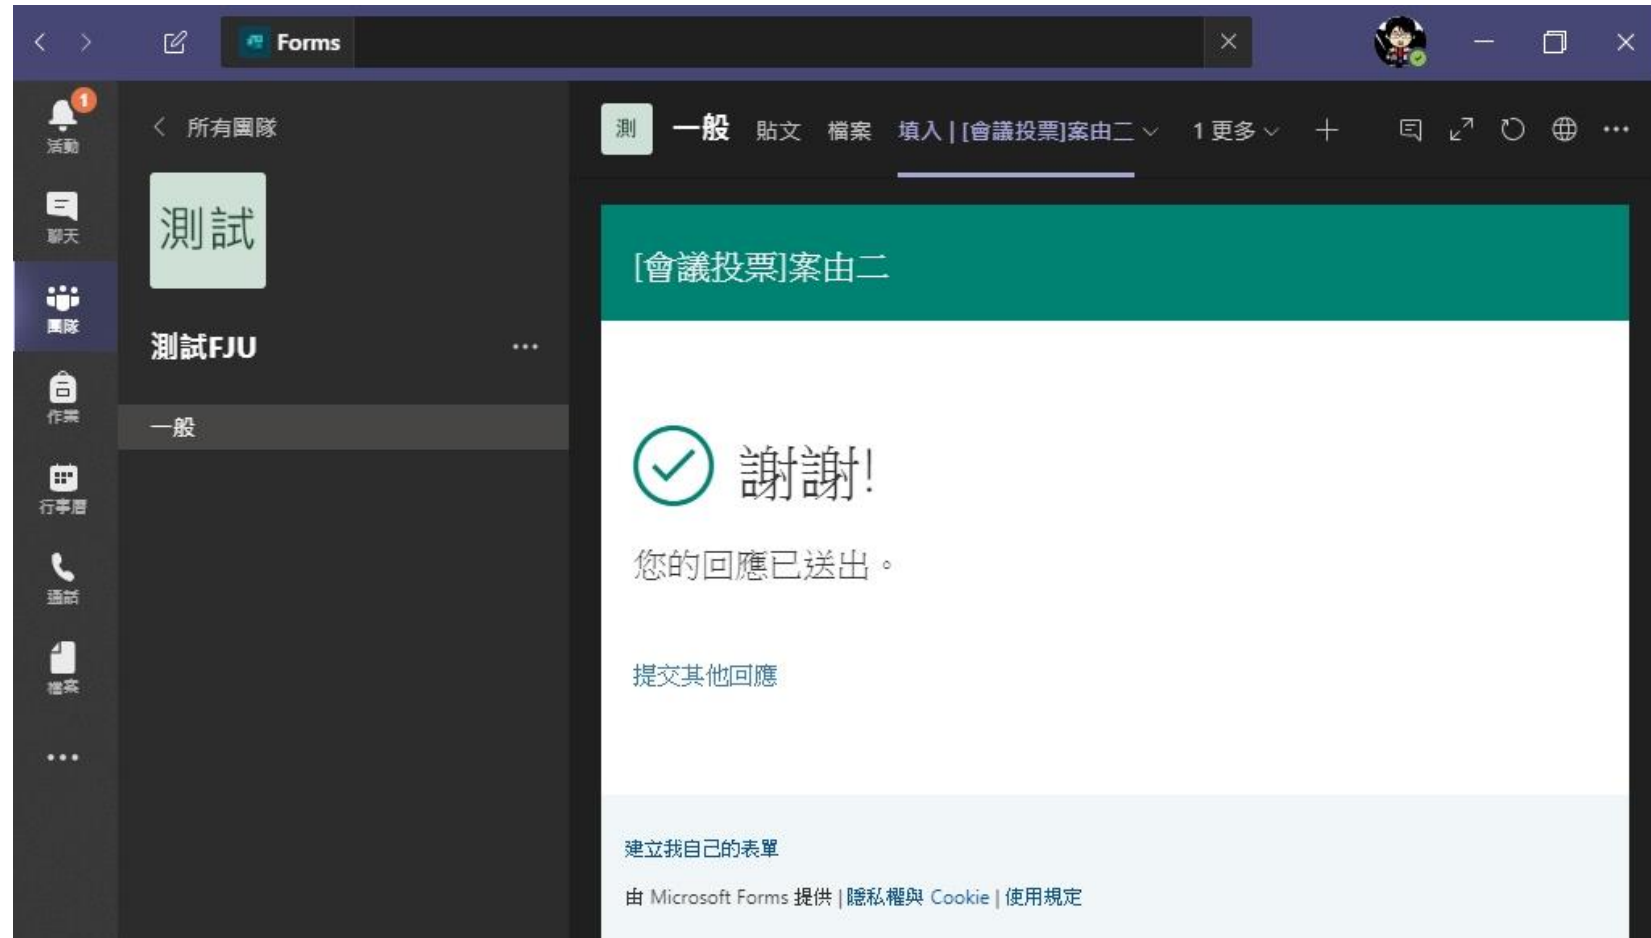 Forms
1
活動
聊天
團隊
作業
行事曆
通話
檔案
所有團隊
測試
測試FJU
一般
測 一般 貼文 檔案 填入 | [會議投票]案由二 1 更多
[會議投票]案由二
謝謝!
您的回應已送出。
提交其他回應
建立我自己的表單
由 Microsoft Forms 提供 | 隱私權與 Cookie | 使用規定